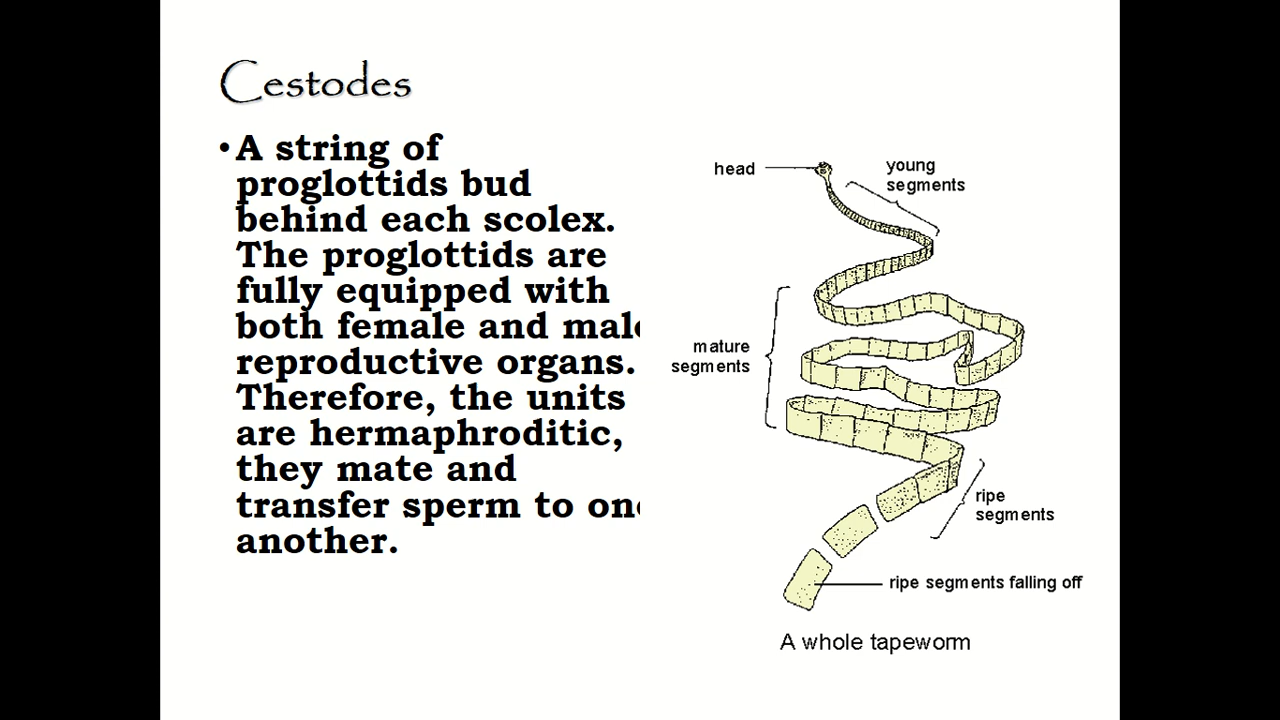 Cestodes
• A string of
proglottids bud
behind each scolex.
The proglottids are
fully equipped with
both female and male
reproductive organs.
Therefore, the units
are hermaphroditic,
they mate and
transfer sperm to one
another.
head
young
segments
mature
segments
ripe
segments
ripe segments falling off
A whole tapeworm